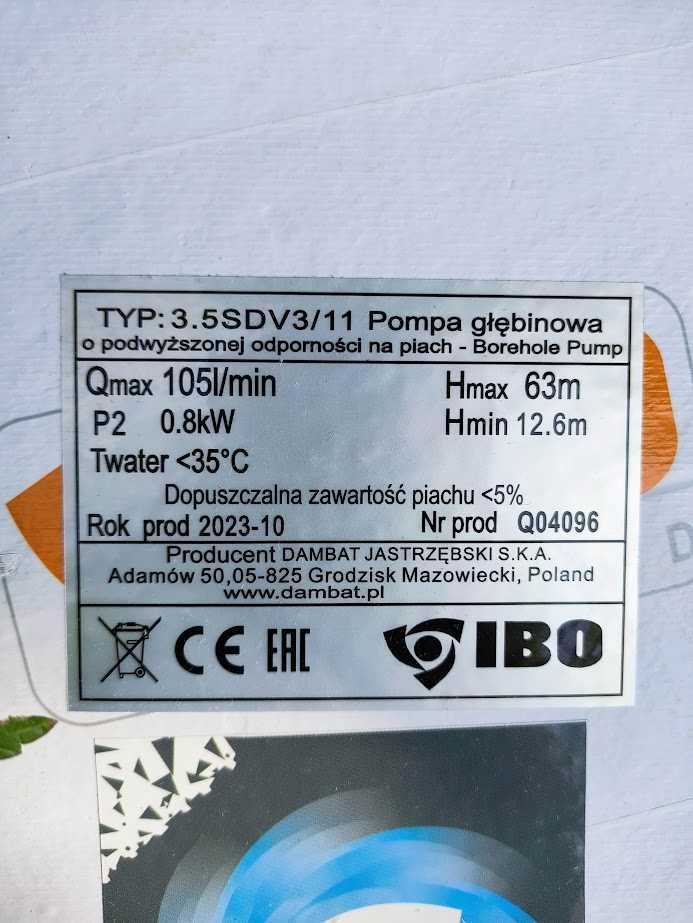 TYP: 3.5SDV3/11 Pompa głębinowa
o podwyższonej odporności na piach - Borehole Pump
Qmax 105l/min Hmax 63m
P2 0.8kW Hmin 12.6m
Twater <35°C
Dopuszczalna zawartość piachu <5%
Rok prod 2023-10 Nr prod Q04096
Producent DAMBAT JASTRZĘBSKI S.K.A.
Adamów 50,05-825 Grodzisk Mazowiecki, Poland
www.dambat.pl
CE EAC IBO
D